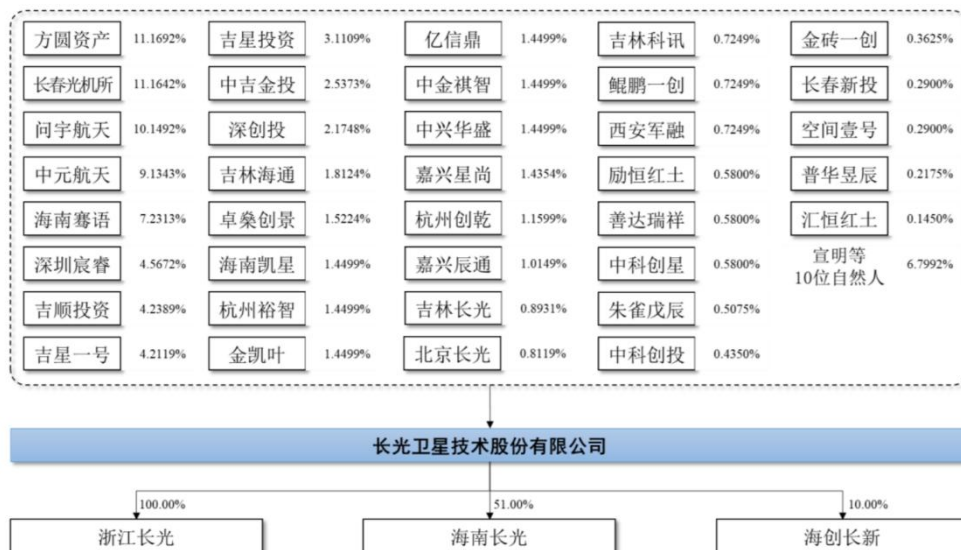 方圆资产 11.1692% 吉星投资 3.1109% 亿信鼎 1.4499% 吉林科讯 0.7249% 金砖一创 0.3625%
长春光机所 11.1642% 中吉金投 2.5373% 中金祺智 1.4499% 鲲鹏一创 0.7249% 长春新投 0.2900%
问宇航天 10.1492% 深创投 2.1748% 中兴华盛 1.4499% 西安军融 0.7249% 空间壹号 0.2900%
中元航天 9.1343% 吉林海通 1.8124% 嘉兴星尚 1.4354% 励恒红土 0.5800% 普华昱辰 0.2175%
海南骞语 7.2313% 卓燊创景 1.5224% 杭州创乾 1.1599% 善达瑞祥 0.5800% 汇恒红土 0.1450%
深圳宸睿 4.5672% 海南凯星 1.4499% 嘉兴辰通 1.0149% 中科创星 0.5800% 宣明等
10位自然人 6.7992%
吉顺投资 4.2389% 杭州裕智 1.4499% 吉林长光 0.8931% 朱雀戊辰 0.5075%
吉星一号 4.2119% 金凯叶 1.4499% 北京长光 0.8119% 中科创投 0.4350%
长光卫星技术股份有限公司
100.00% 51.00% 10.00%
浙江长光 海南长光 海创长新